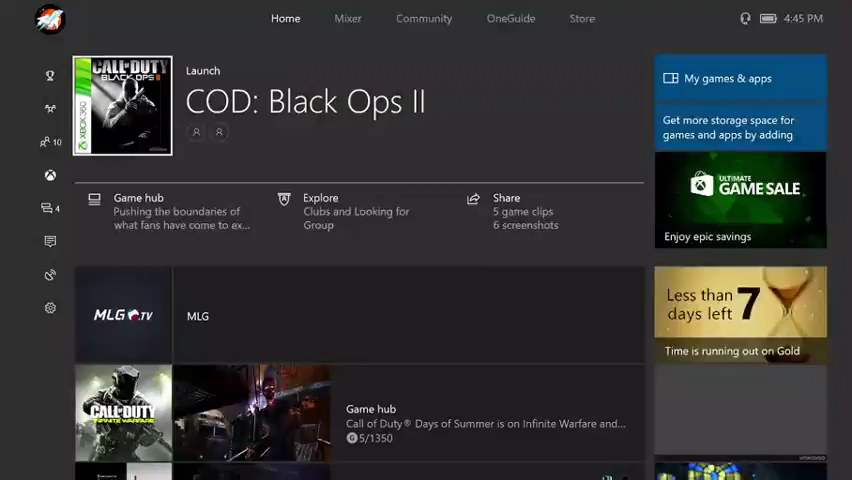 Home Mixer Community OneGuide Store 4:45 PM
CALL OF DUTY
BLACK OPS II
XBOX 360
Launch
COD: Black Ops II
My games & apps
Get more storage space for
games and apps by adding
10
4
Game hub
Pushing the boundaries of
what fans have come to ex...
Explore
Clubs and Looking for
Group
Share
5 game clips
6 screenshots
ULTIMATE
GAME SALE
Enjoy epic savings
MLG TV
MLG
Less than
days left 7
Time is running out on Gold
CALL OF DUTY
INFINITE WARFARE
Game hub
Call of Duty® Days of Summer is on Infinite Warfare and...
G 5/1350